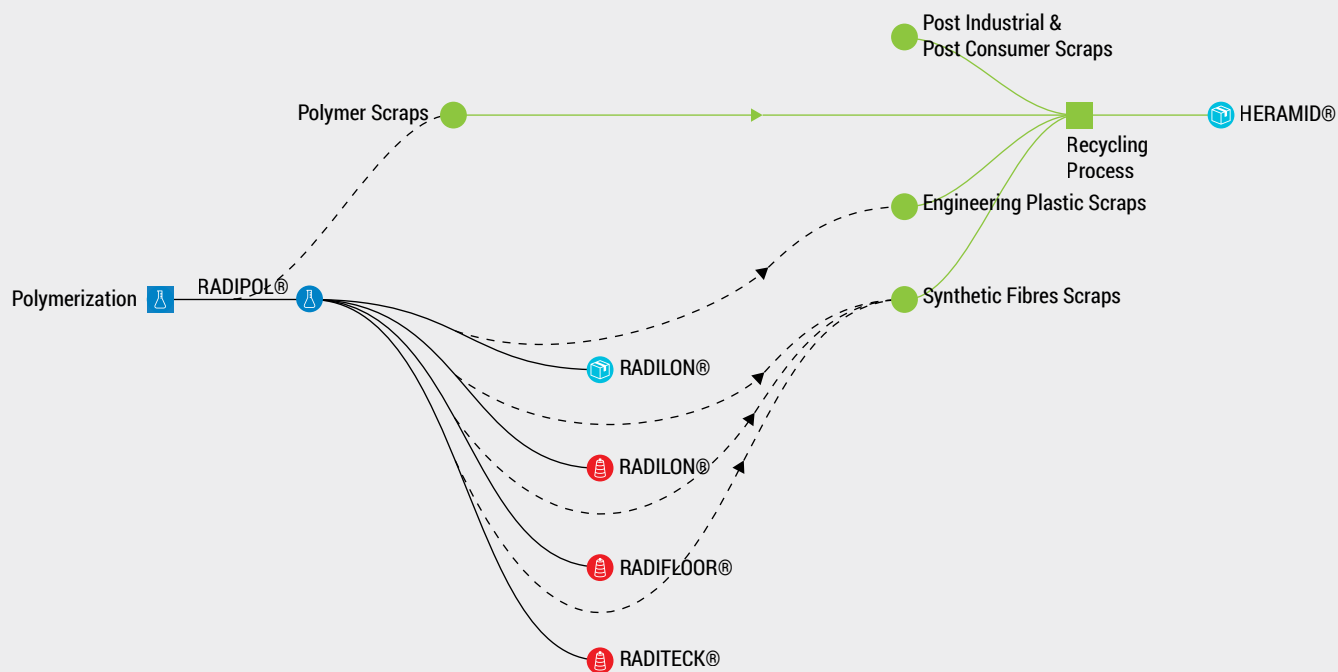 Post Industrial &
Post Consumer Scraps
Polymer Scraps
HERAMID®
Recycling
Process
Engineering Plastic Scraps
RADIPOL®
Polymerization
Synthetic Fibres Scraps
RADILON®
RADILON®
RADIFLOOR®
RADITECK®